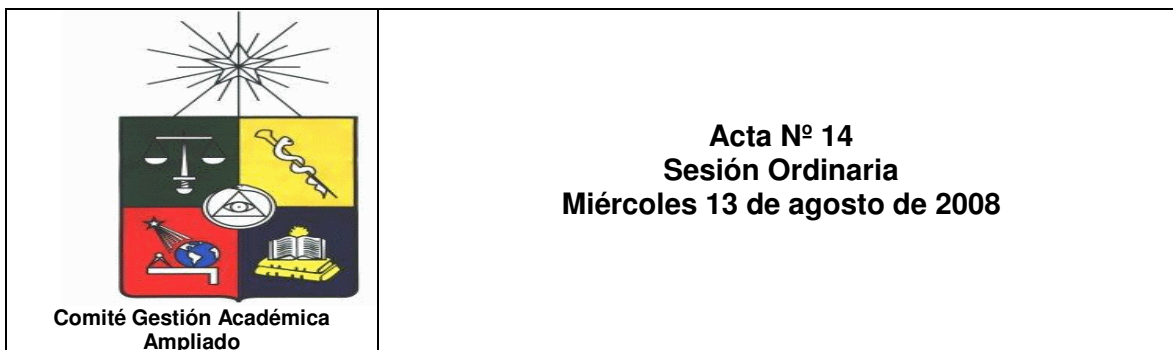 Comité Gestión Académica
Ampliado
Acta Nº 14
Sesión Ordinaria
Miércoles 13 de agosto de 2008